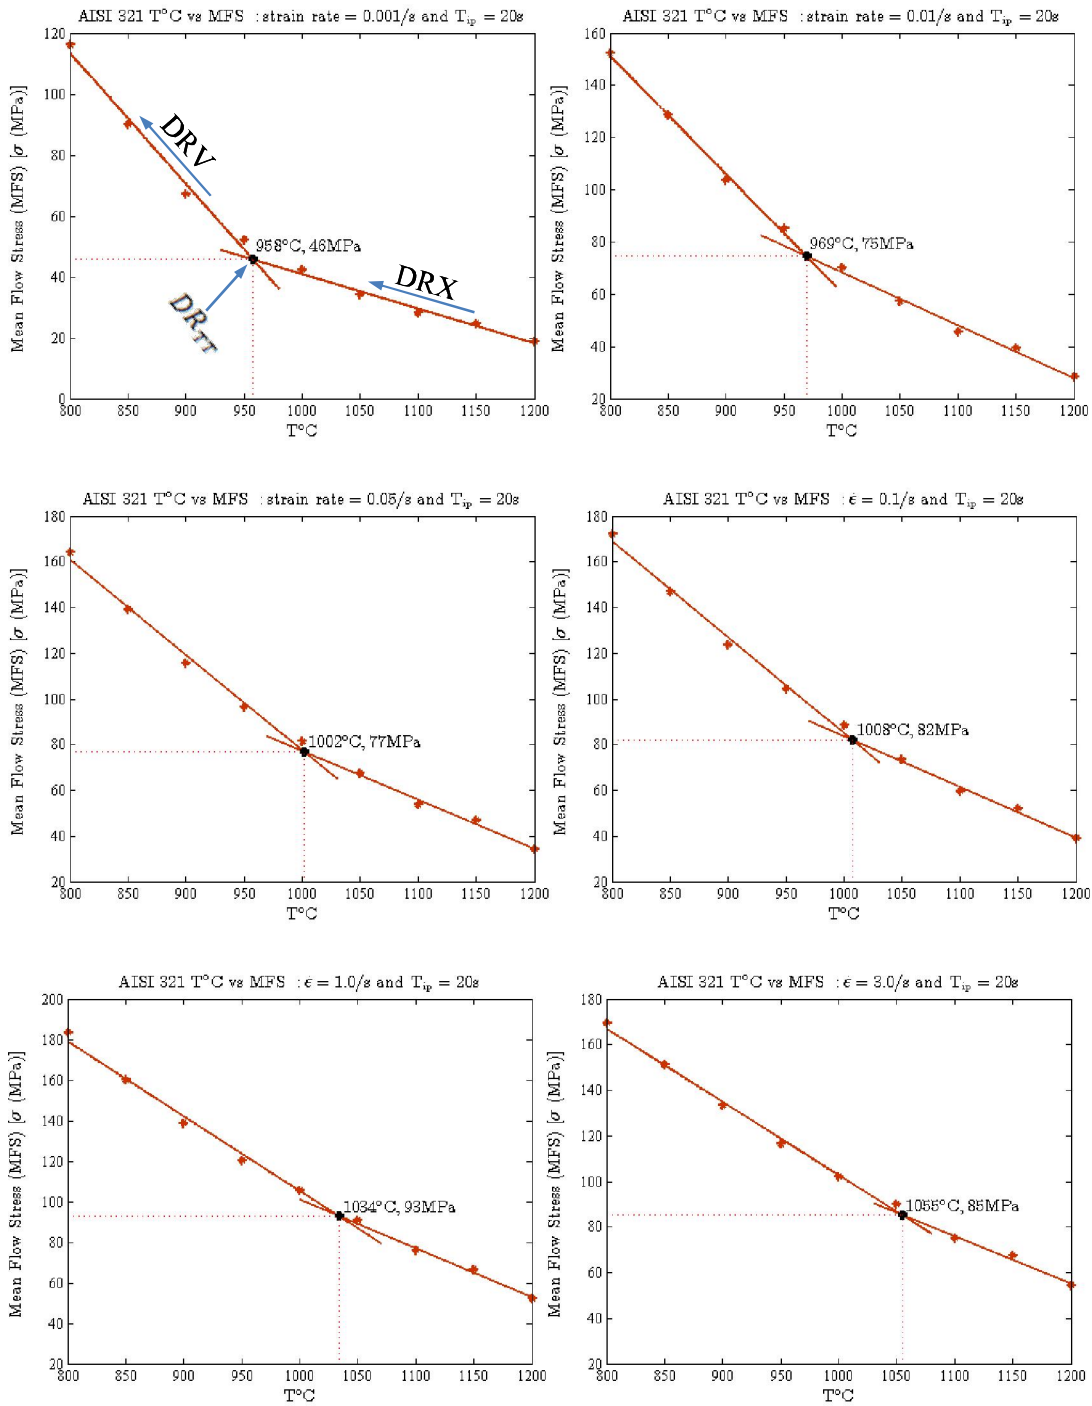 AISI 321 T°C vs MFS : strain rate = 0.001/s and T_ip = 20s
Mean Flow Stress (MFS) [σ (MPa)]
120
100
80
60
40
20
0
DRV
958°C, 46MPa
DRX
DR_TT
800 850 900 950 1000 1050 1100 1150 1200
T°C
AISI 321 T°C vs MFS : strain rate = 0.01/s and T_ip = 20s
Mean Flow Stress (MFS) [σ (MPa)]
160
140
120
100
80
60
40
20
969°C, 75MPa
800 850 900 950 1000 1050 1100 1150 1200
T°C
AISI 321 T°C vs MFS : strain rate = 0.05/s and T_ip = 20s
Mean Flow Stress (MFS) [σ (MPa)]
180
160
140
120
100
80
60
40
20
1002°C, 77MPa
800 850 900 950 1000 1050 1100 1150 1200
T°C
AISI 321 T°C vs MFS : ε̇ = 0.1/s and T_ip = 20s
Mean Flow Stress (MFS) [σ (MPa)]
180
160
140
120
100
80
60
40
20
1008°C, 82MPa
800 850 900 950 1000 1050 1100 1150 1200
T°C
AISI 321 T°C vs MFS : ε̇ = 1.0/s and T_ip = 20s
Mean Flow Stress (MFS) [σ (MPa)]
200
180
160
140
120
100
80
60
40
20
1034°C, 93MPa
800 850 900 950 1000 1050 1100 1150 1200
T°C
AISI 321 T°C vs MFS : ε̇ = 3.0/s and T_ip = 20s
Mean Flow Stress (MFS) [σ (MPa)]
180
160
140
120
100
80
60
40
20
1055°C, 85MPa
800 850 900 950 1000 1050 1100 1150 1200
T°C